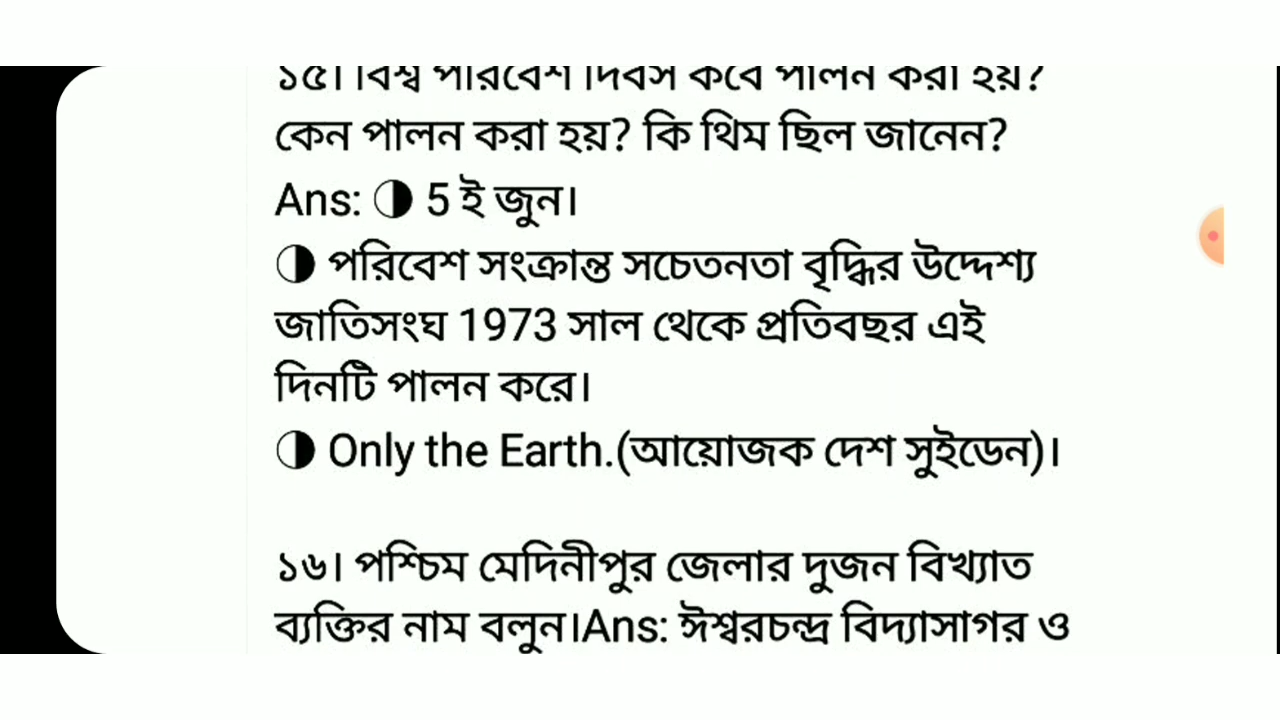 ১৫। বিশ্ব পরিবেশ দিবস কবে পালন করা হয়?
কেন পালন করা হয়? কি থিম ছিল জানেন?
Ans: ◑ 5 ই জুন।
◑ পরিবেশ সংক্রান্ত সচেতনতা বৃদ্ধির উদ্দেশ্য
জাতিসংঘ 1973 সাল থেকে প্রতিবছর এই
দিনটি পালন করে।
◑ Only the Earth.(আয়োজক দেশ সুইডেন)।
১৬। পশ্চিম মেদিনীপুর জেলার দুজন বিখ্যাত
ব্যক্তির নাম বলুন।Ans: ঈশ্বরচন্দ্র বিদ্যাসাগর ও